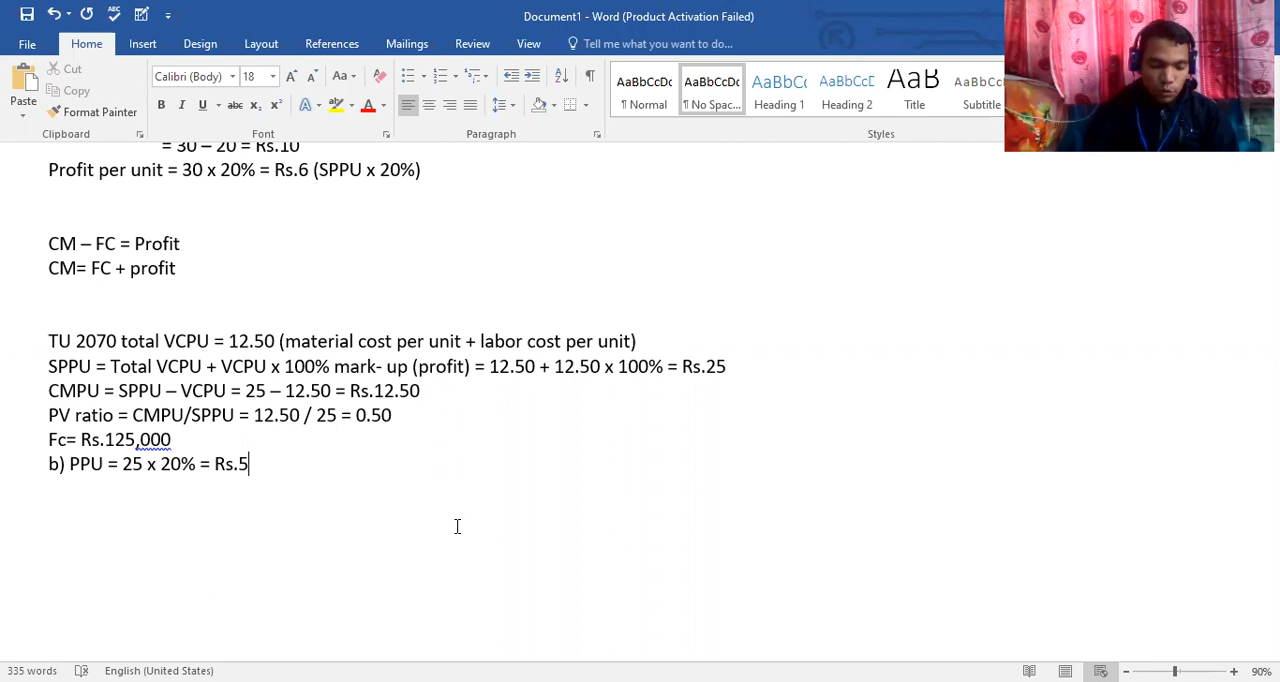 Document1 - Word (Product Activation Failed)
File Home Insert Design Layout References Mailings Review View Tell me what you want to do...
Paste
Cut
Copy
Format Painter
Calibri (Body) 18
AaBbCcDc AaBbCcDc AaBbCc AaBbCcE AaB AaBbCcD
¶ Normal ¶ No Spac... Heading 1 Heading 2 Title Subtitle
Clipboard Font Paragraph Styles
= 30 – 20 = Rs.10
Profit per unit = 30 x 20% = Rs.6 (SPPU x 20%)
CM – FC = Profit
CM= FC + profit
TU 2070 total VCPU = 12.50 (material cost per unit + labor cost per unit)
SPPU = Total VCPU + VCPU x 100% mark- up (profit) = 12.50 + 12.50 x 100% = Rs.25
CMPU = SPPU – VCPU = 25 – 12.50 = Rs.12.50
PV ratio = CMPU/SPPU = 12.50 / 25 = 0.50
Fc= Rs.125,000
b) PPU = 25 x 20% = Rs.5
335 words English (United States) 90%